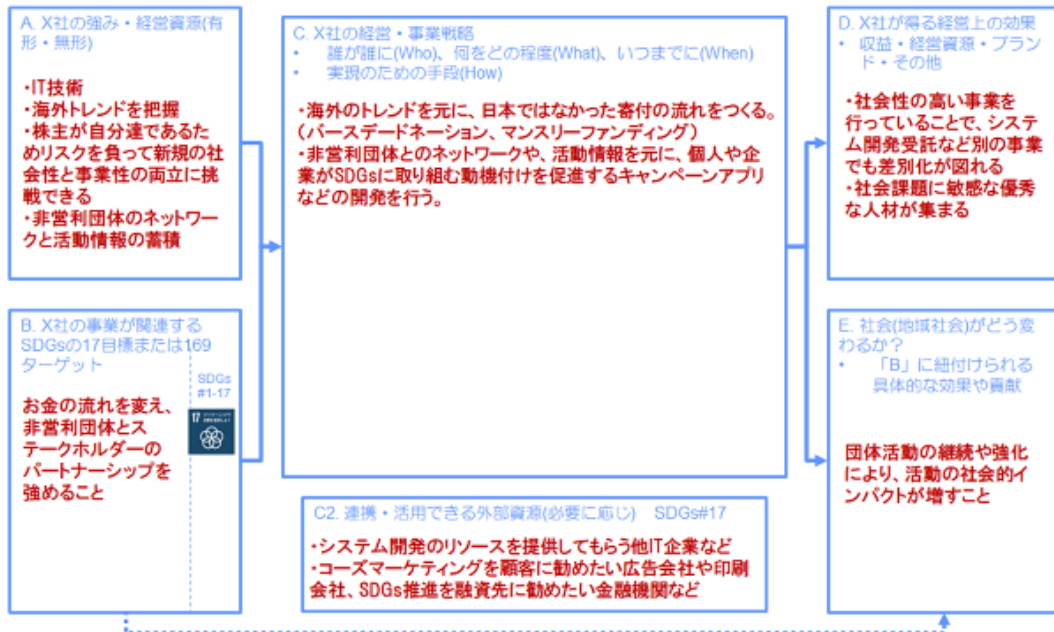 A. X社の強み・経営資源(有
形・無形)
・IT技術
・海外トレンドを把握
・株主が自分達であるた
めリスクを負って新規の社
会性と事業性の両立に挑
戦できる
・非営利団体のネットワー
クと活動情報の蓄積
B. X社の事業が関連する
SDGsの17目標または169
ターゲット
SDGs
#1-17
17
お金の流れを変え、
非営利団体とス
テークホルダーの
パートナーシップを
強めること
C. X社の経営・事業戦略
• 誰が誰に(Who)、何をどの程度(What)、いつまでに(When)
• 実現のための手段(How)
・海外のトレンドを元に、日本ではなかった寄付の流れをつくる。
(バースデードネーション、マンスリーファンディング)
・非営利団体とのネットワークや、活動情報を元に、個人や企
業がSDGsに取り組む動機付けを促進するキャンペーンアプリ
などの開発を行う。
C2. 連携・活用できる外部資源(必要に応じ) SDGs#17
・システム開発のリソースを提供してもらう他IT企業など
・コーズマーケティングを顧客に勧めたい広告会社や印刷
会社、SDGs推進を融資先に勧めたい金融機関など
D. X社が得る経営上の効果
• 収益・経営資源・ブラン
ド・その他
・社会性の高い事業を
行っていることで、システ
ム開発受託など別の事業
でも差別化が図れる
・社会課題に敏感な優秀
な人材が集まる
E. 社会(地域社会)がどう変
わるか?
• 「B」に紐付けられる
具体的な効果や貢献
団体活動の継続や強化
により、活動の社会的イ
ンパクトが増すこと